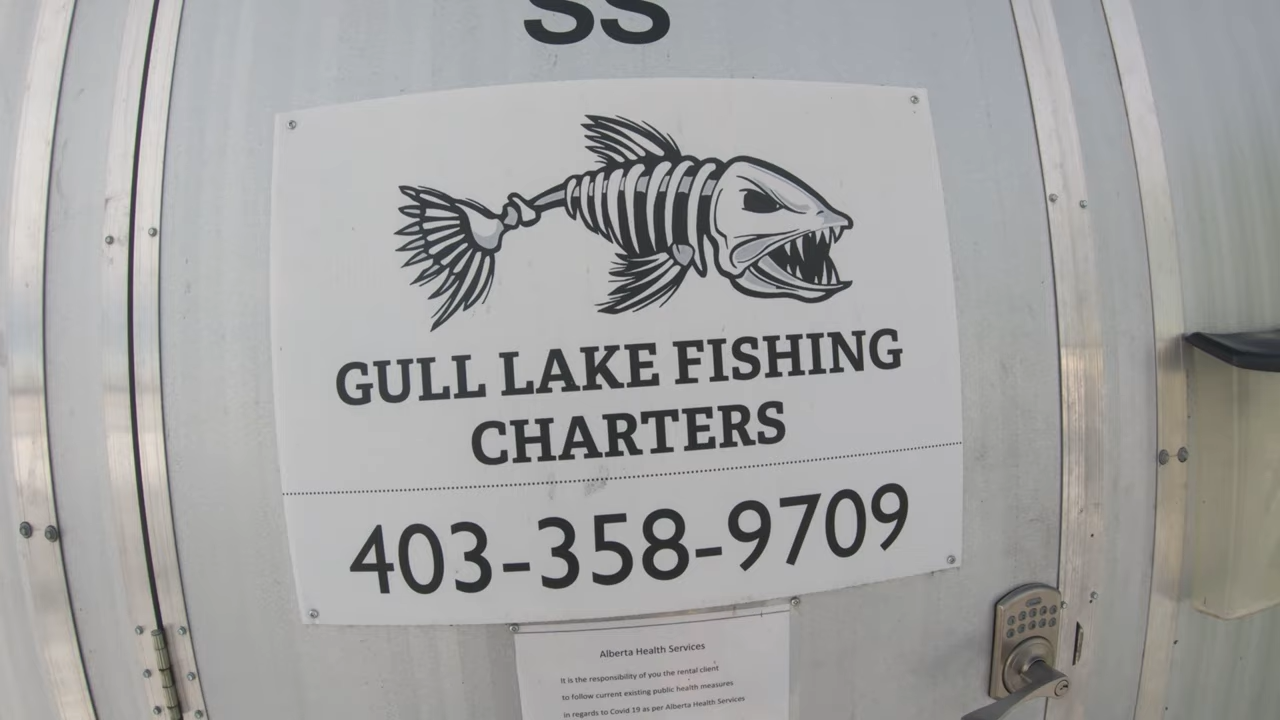 SS
GULL LAKE FISHING
CHARTERS
403-358-9709
Alberta Health Services
It is the responsibility of you the rental client
to follow current existing public health measures
in regards to Covid 19 as per Alberta Health Services